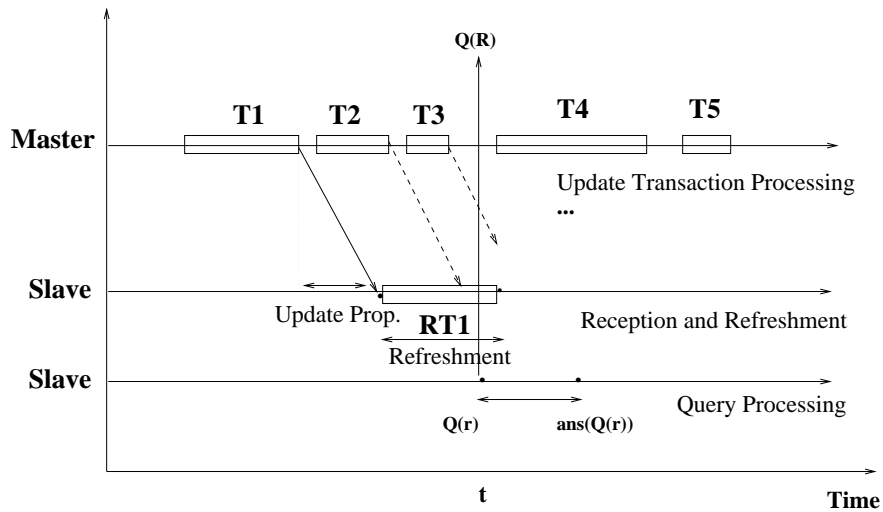 Q(R)
T1 T2 T3 T4 T5
Master
Update Transaction Processing
...
Slave
Update Prop. RT1 Reception and Refreshment
Refreshment
Slave
Query Processing
Q(r) ans(Q(r))
t Time